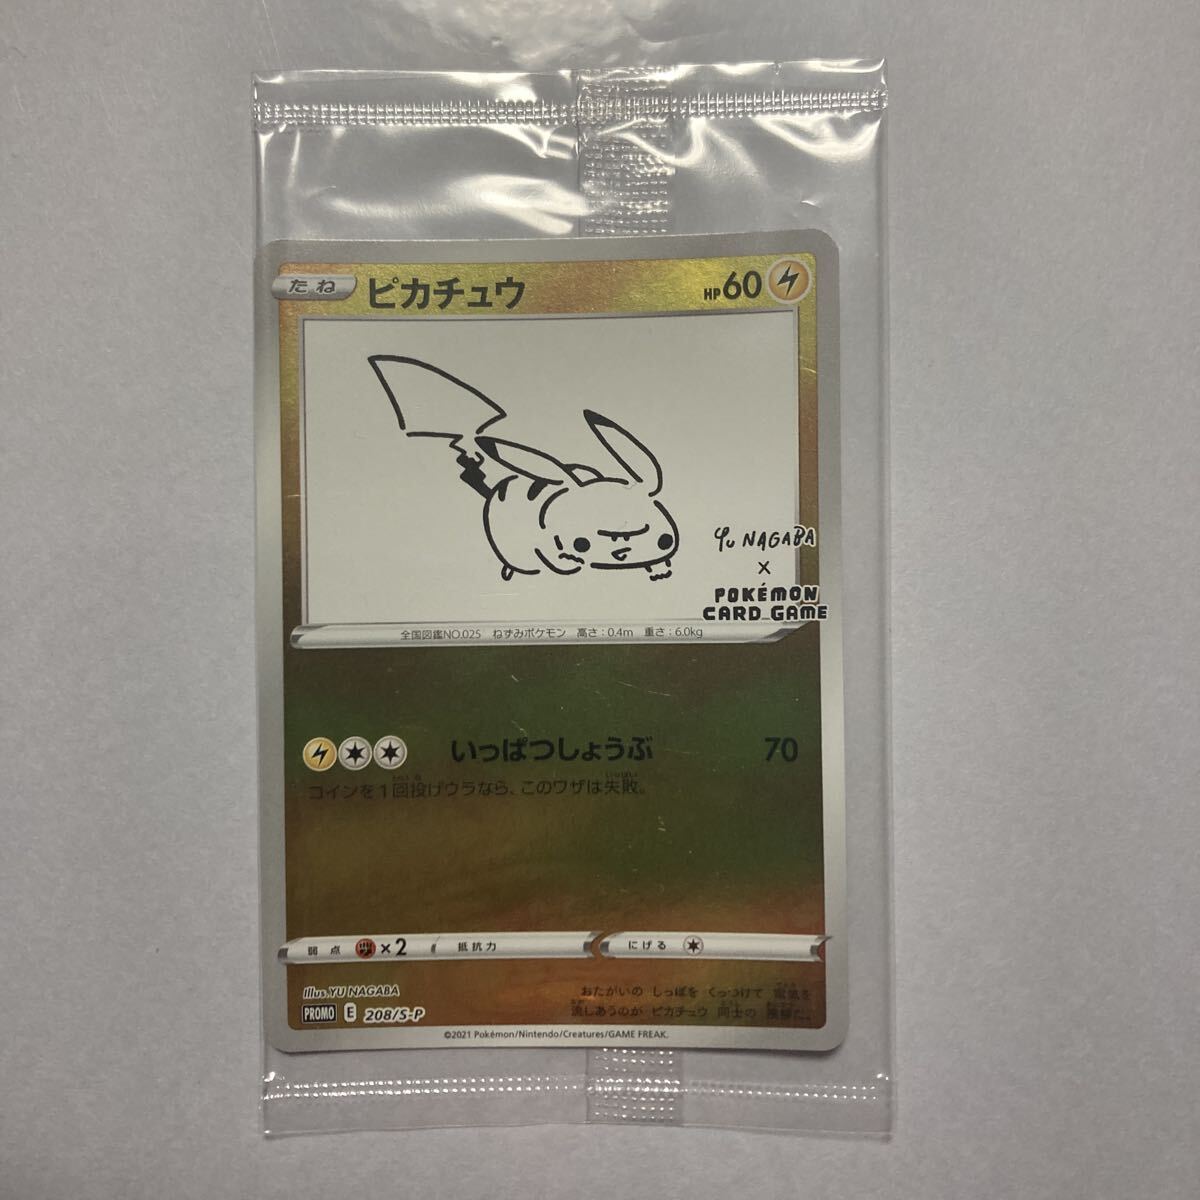 たね ピカチュウ HP60
YU NAGABA
×
POKÉMON
CARD GAME
全国図鑑NO.025 ねずみポケモン 高さ:0.4m 重さ:6.0kg
いっぱつしょうぶ 70
コインを1回投げウラなら、このワザは失敗。
弱点 ×2 抵抗力 にげる
Illus.YU NAGABA
おたがいの しっぽを くっつけて 電気を
流しあうのが ピカチュウ 同士の 挨拶だ。
PROMO E 208/S-P
©2021 Pokémon/Nintendo/Creatures/GAME FREAK.